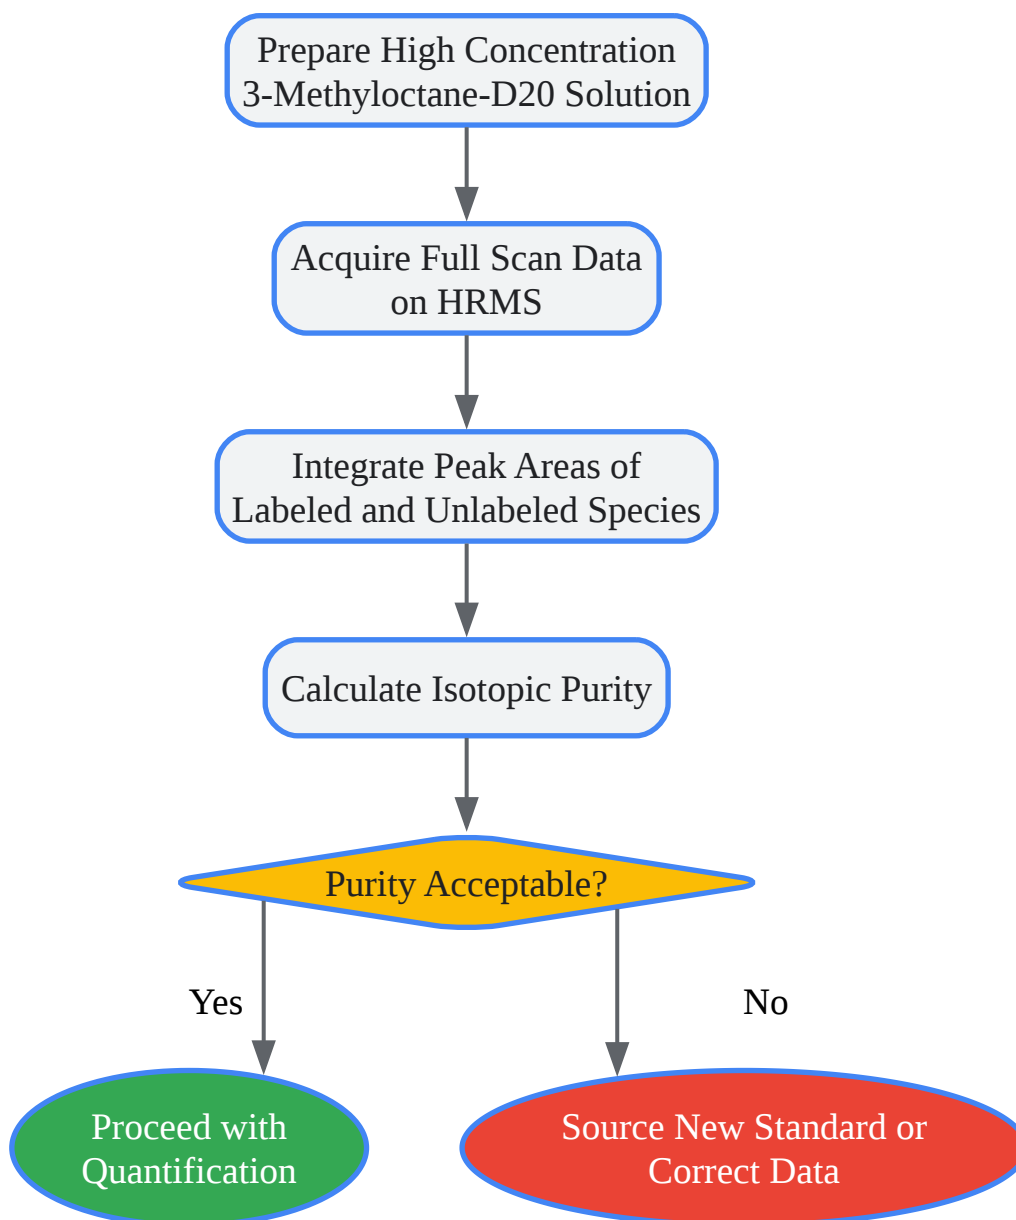 Prepare High Concentration
3-Methyloctane-D20 Solution
Acquire Full Scan Data
on HRMS
Integrate Peak Areas of
Labeled and Unlabeled Species
Calculate Isotopic Purity
Purity Acceptable?
Yes
No
Proceed with
Quantification
Source New Standard or
Correct Data